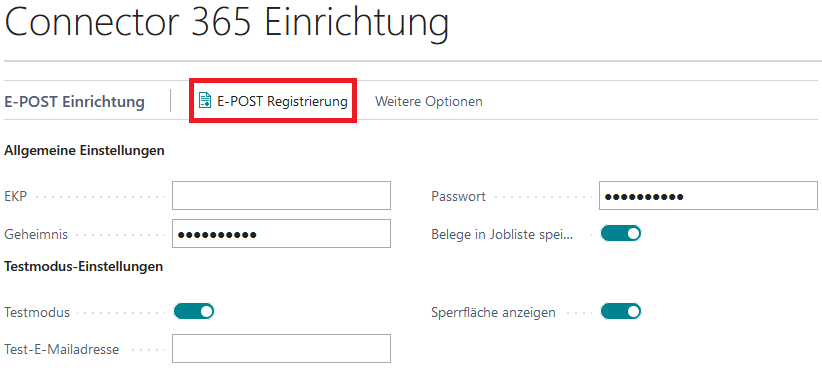 Connector 365 Einrichtung
E-POST Einrichtung E-POST Registrierung Weitere Optionen
Allgemeine Einstellungen
EKP Passwort ●●●●●●●●●●
Geheimnis ●●●●●●●●●● Belege in Jobliste spei...
Testmodus-Einstellungen
Testmodus Sperrfläche anzeigen
Test-E-Mailadresse